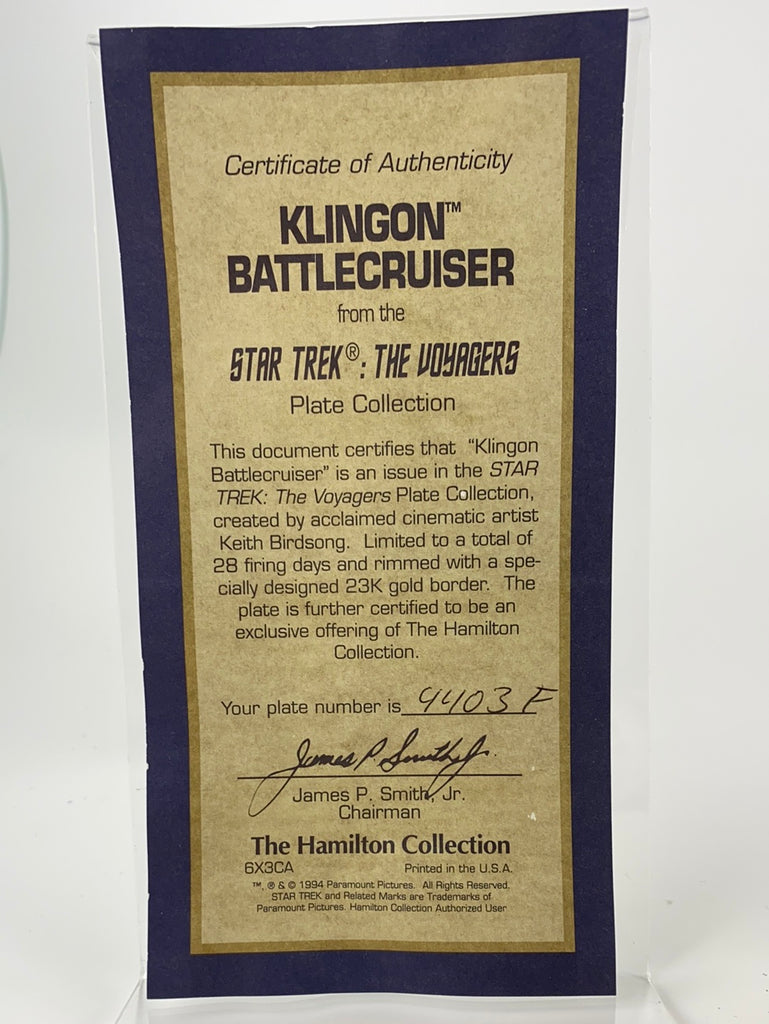 Certificate of Authenticity
KLINGON™
BATTLECRUISER
from the
STAR TREK®: THE VOYAGERS
Plate Collection
This document certifies that "Klingon
Battlecruiser" is an issue in the STAR
TREK: The Voyagers Plate Collection,
created by acclaimed cinematic artist
Keith Birdsong. Limited to a total of
28 firing days and rimmed with a spe-
cially designed 23K gold border. The
plate is further certified to be an
exclusive offering of The Hamilton
Collection.
Your plate number is 4403 F
James P. Smith Jr.
James P. Smith, Jr.
Chairman
The Hamilton Collection
6X3CA Printed in the U.S.A.
™, ® & © 1994 Paramount Pictures. All Rights Reserved.
STAR TREK and Related Marks are Trademarks of
Paramount Pictures. Hamilton Collection Authorized User